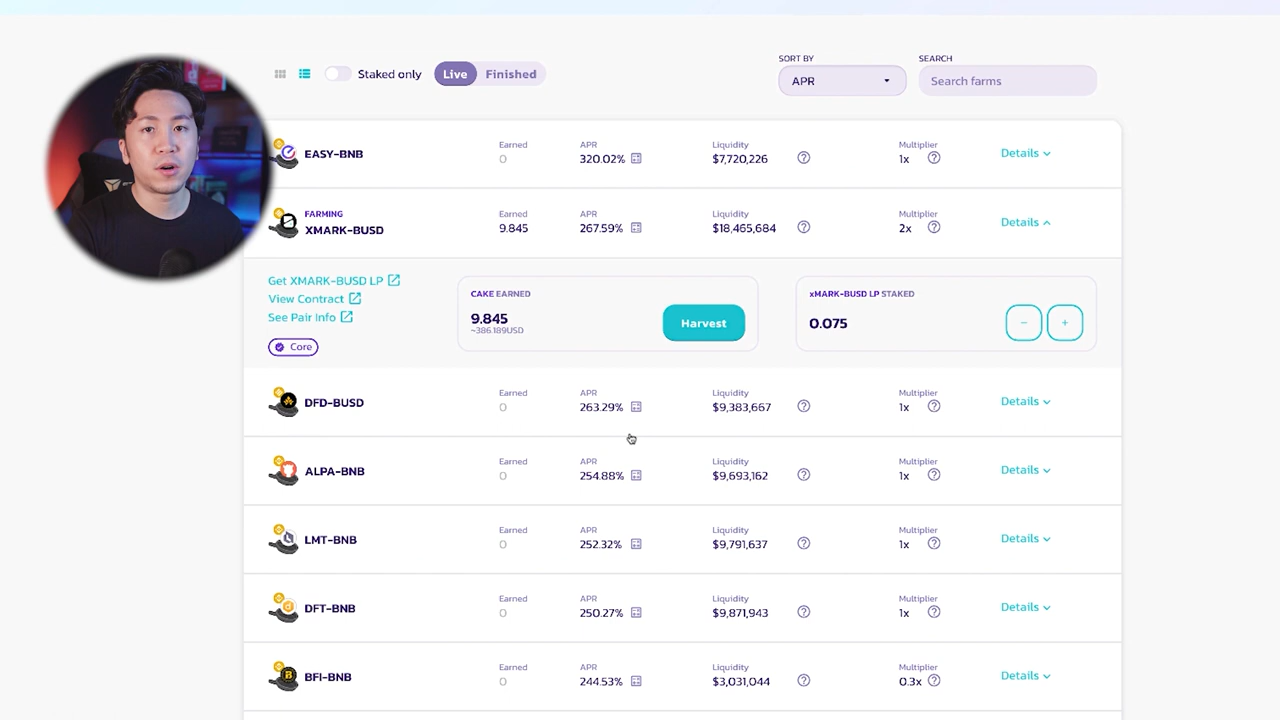 SORT BY
SEARCH
Staked only
Live
Finished
APR
Search farms
EASY-BNB
Earned
0
APR
320.02%
Liquidity
$7,720,226
Multiplier
1x
Details
FARMING
XMARK-BUSD
Earned
9.845
APR
267.59%
Liquidity
$18,465,684
Multiplier
2x
Details
Get XMARK-BUSD LP
View Contract
See Pair Info
Core
CAKE EARNED
9.845
~386.189USD
Harvest
xMARK-BUSD LP STAKED
0.075
−
+
DFD-BUSD
Earned
0
APR
263.29%
Liquidity
$9,383,667
Multiplier
1x
Details
ALPA-BNB
Earned
0
APR
254.88%
Liquidity
$9,693,162
Multiplier
1x
Details
LMT-BNB
Earned
0
APR
252.32%
Liquidity
$9,791,637
Multiplier
1x
Details
DFT-BNB
Earned
0
APR
250.27%
Liquidity
$9,871,943
Multiplier
1x
Details
BFI-BNB
Earned
0
APR
244.53%
Liquidity
$3,031,044
Multiplier
0.3x
Details